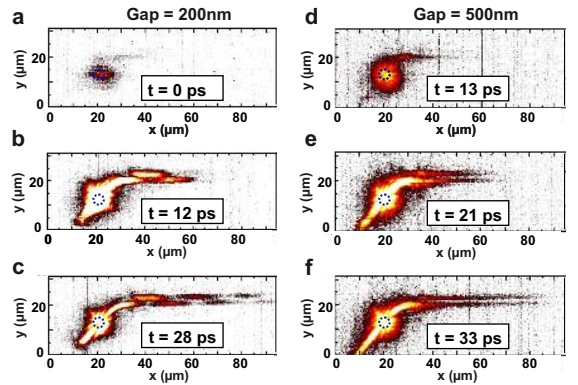 Gap = 200nm
Gap = 500nm
a
20
0
y (µm)
t = 0 ps
0 20 40 60 80
x (µm)
d
20
0
y (µm)
t = 13 ps
0 20 40 60 80
x (µm)
b
20
0
y (µm)
t = 12 ps
0 20 40 60 80
x (µm)
e
20
0
y (µm)
t = 21 ps
0 20 40 60 80
x (µm)
c
20
0
y (µm)
t = 28 ps
0 20 40 60 80
x (µm)
f
20
0
y (µm)
t = 33 ps
0 20 40 60 80
x (µm)